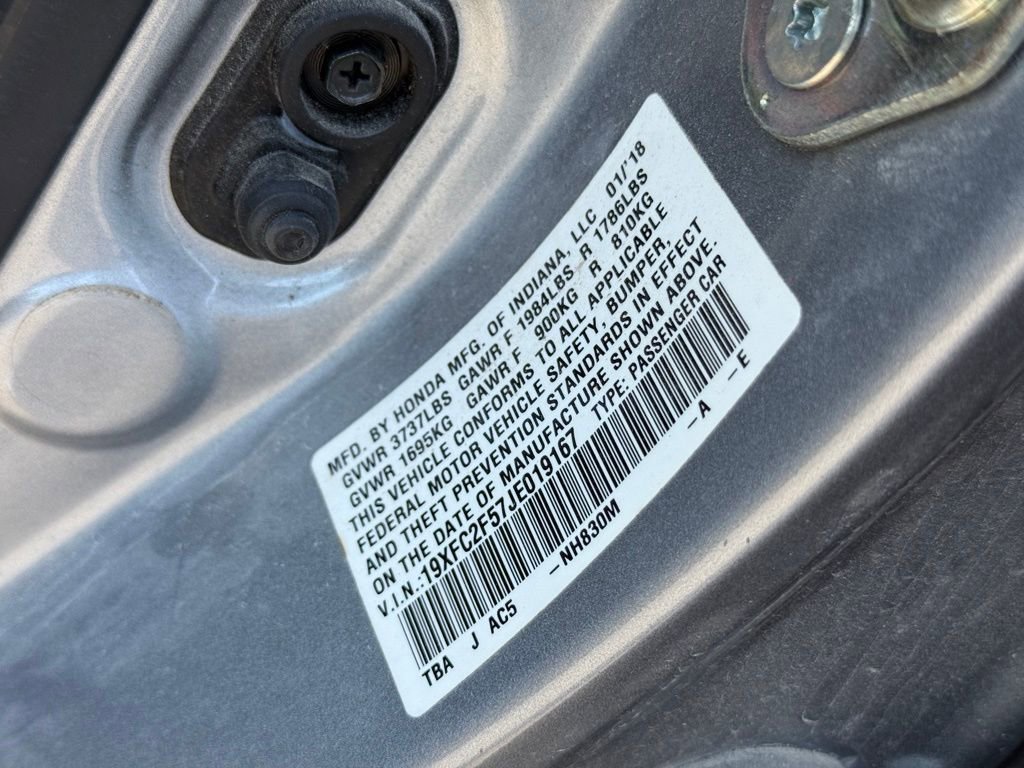 MFD. BY HONDA MFG. OF INDIANA, LLC 01/'18
GVWR 3737LBS GAWR F 1984LBS R 1786LBS
GVWR 1695KG GAWR F 900KG R 810KG
THIS VEHICLE CONFORMS TO ALL APPLICABLE
FEDERAL MOTOR VEHICLE SAFETY, BUMPER,
AND THEFT PREVENTION STANDARDS IN EFFECT
ON THE DATE OF MANUFACTURE SHOWN ABOVE.
V.I.N.:19XFC2F57JE019167 TYPE: PASSENGER CAR
TBA J AC5 -NH830M -A -E